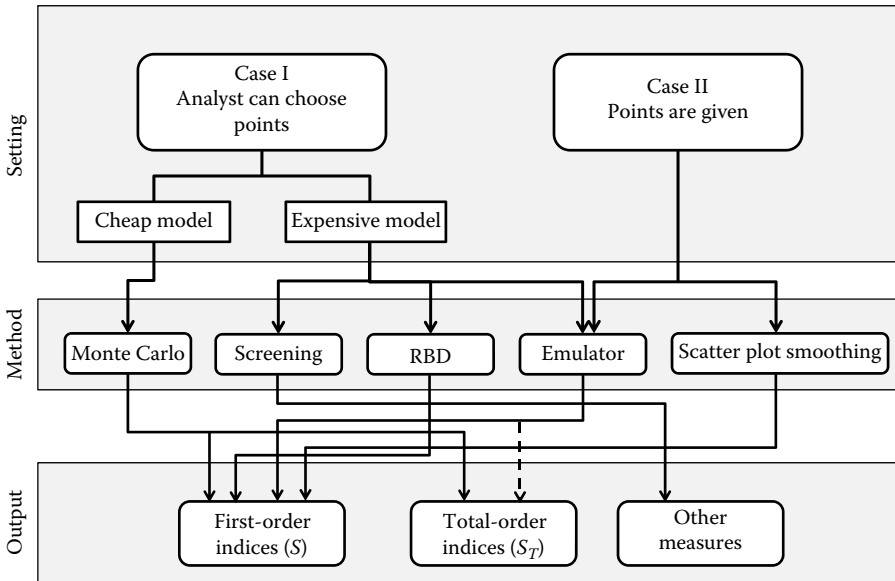 Setting
Case I
Analyst can choose
points
Case II
Points are given
Cheap model
Expensive model
Method
Monte Carlo
Screening
RBD
Emulator
Scatter plot smoothing
Output
First-order
indices (S)
Total-order
indices (S_T)
Other
measures